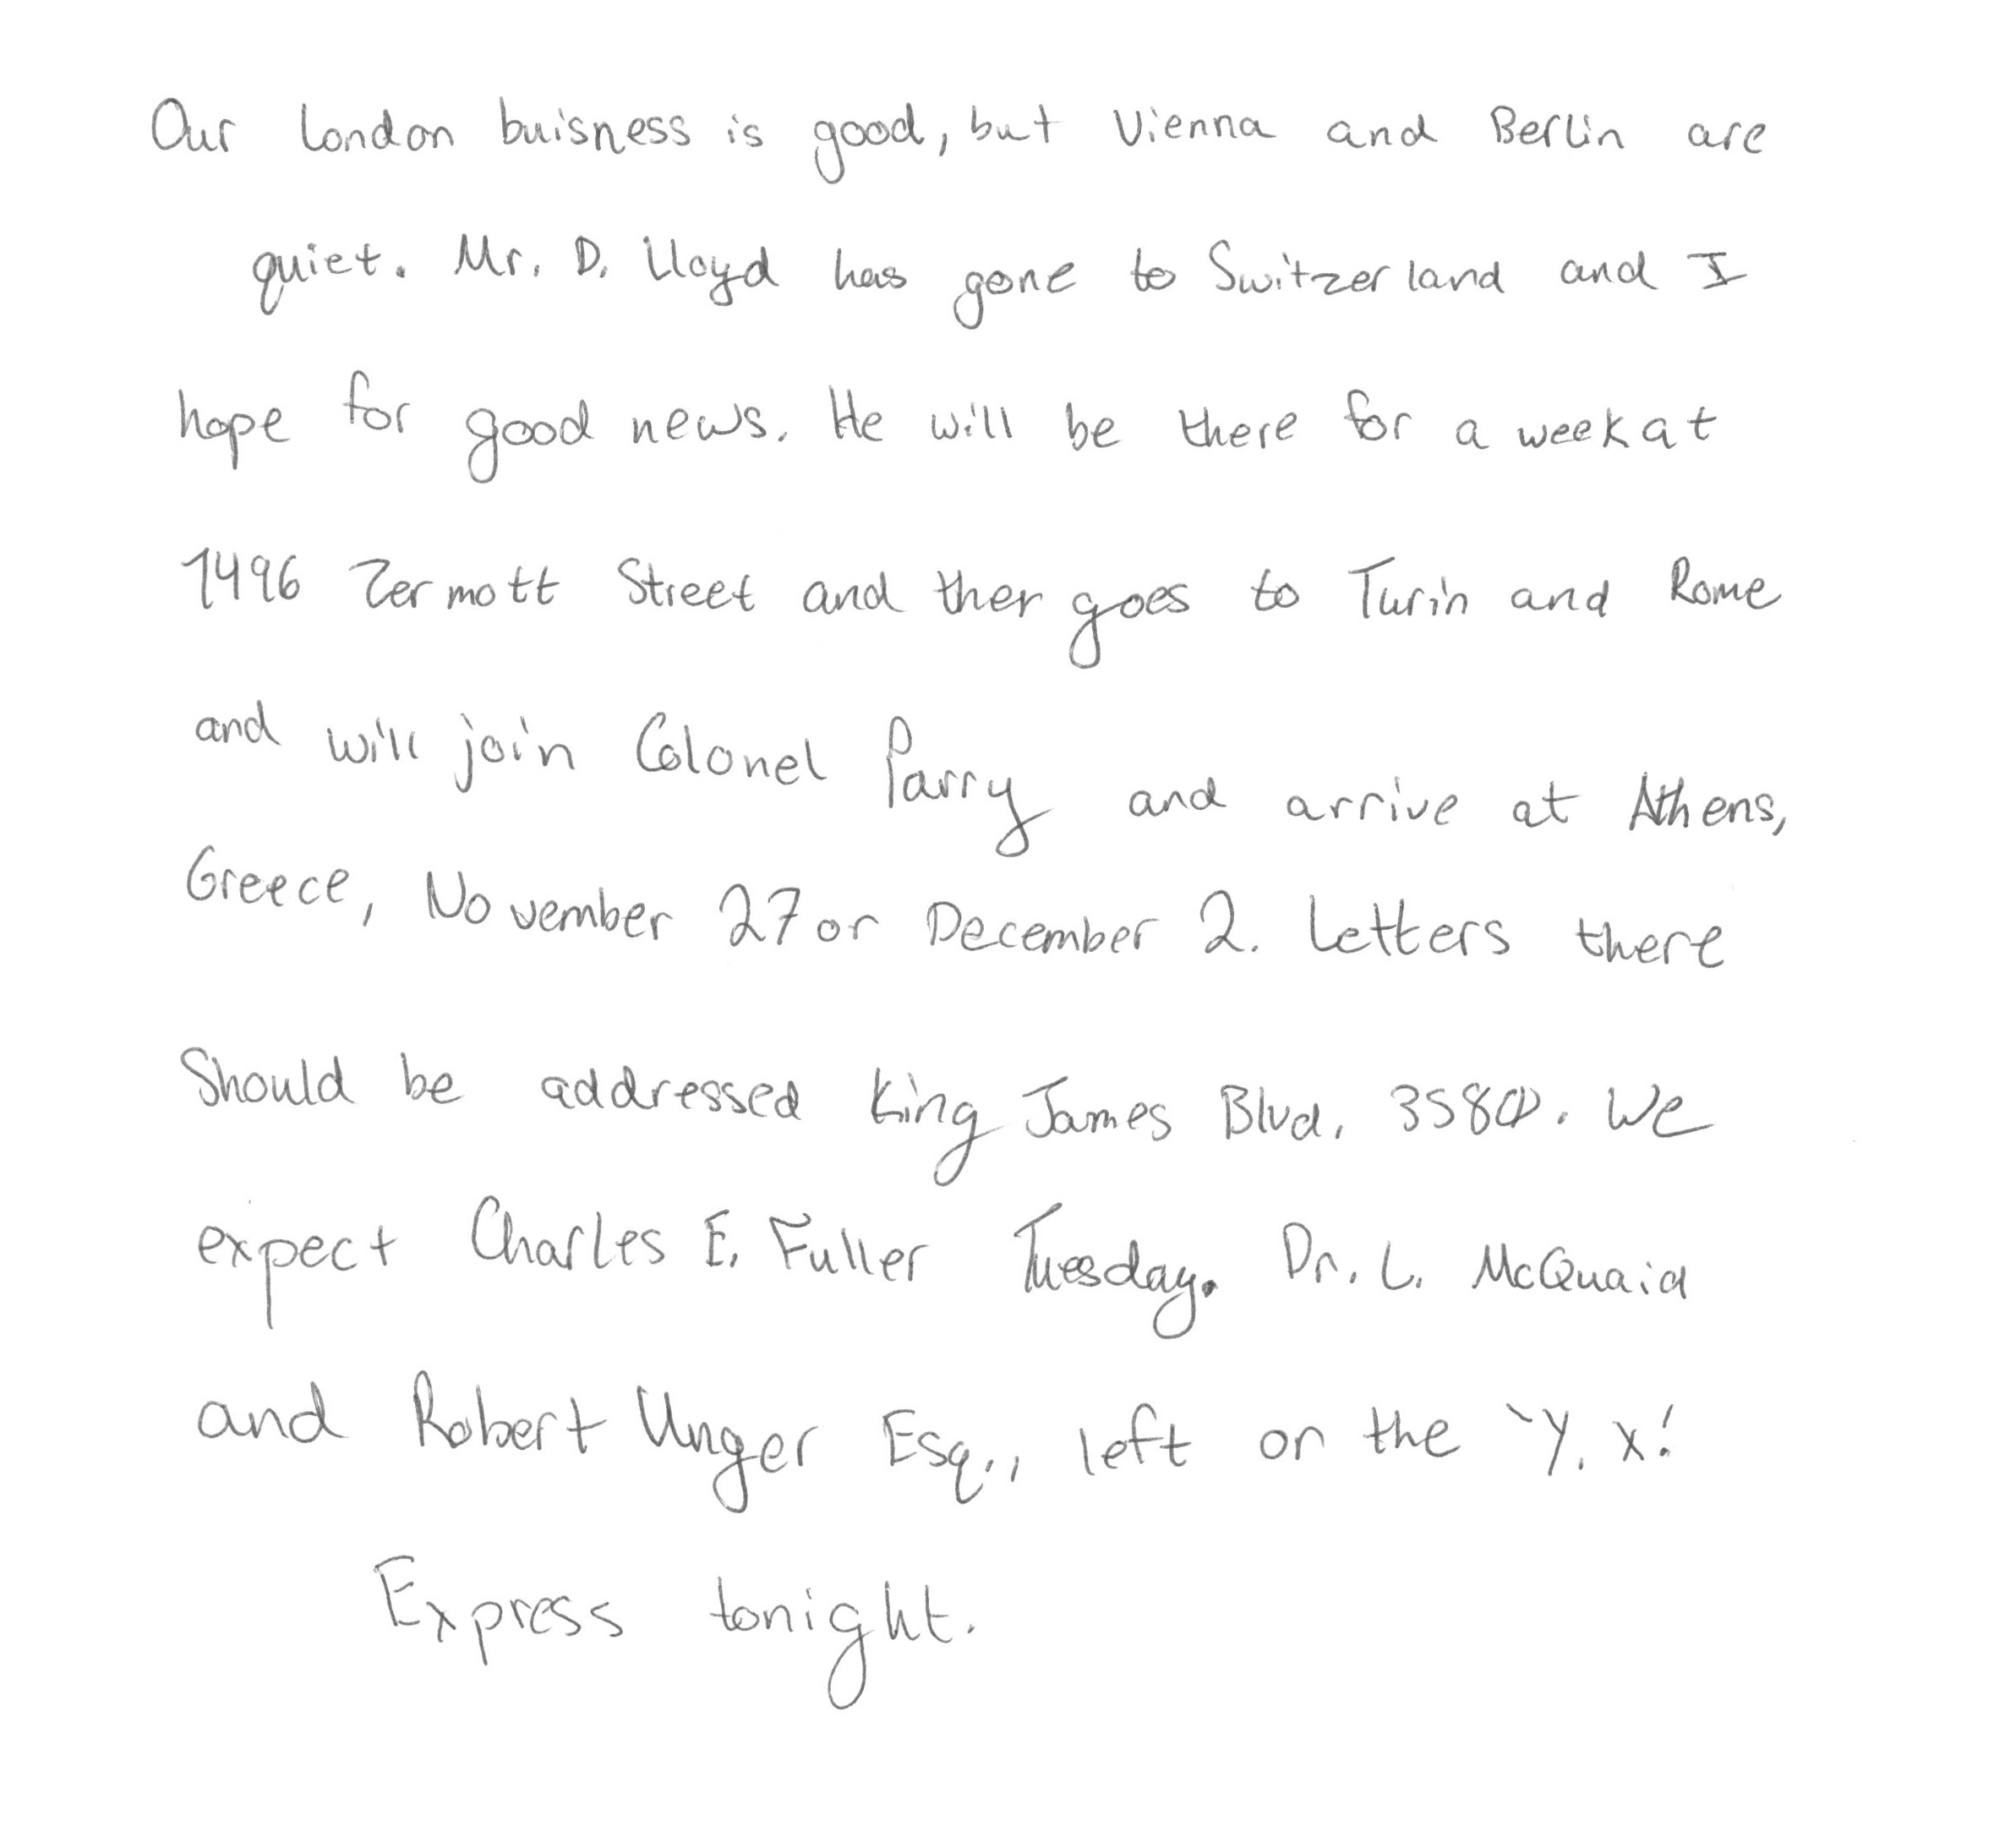 Our London buisness is good, but Vienna and Berlin are
quiet. Mr. D. Lloyd has gone to Switzerland and I
hope for good news. He will be there for a week at
1496 Zermott Street and ther goes to Turin and Rome
and will join Colonel Parry and arrive at Athens,
Greece, November 27 or December 2. Letters there
Should be addressed King James Blvd. 3580. We
expect Charles E. Fuller Tuesday. Dr. L. McQuaid
and Robert Unger Esq., left on the Y. X!
Express tonight.